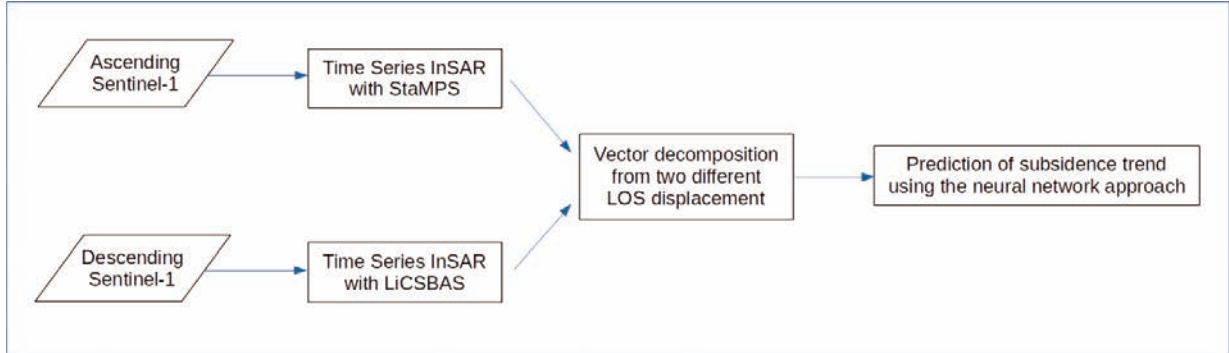 Ascending
Sentinel-1
Time Series InSAR
with StaMPS
Vector decomposition
from two different
LOS displacement
Prediction of subsidence trend
using the neural network approach
Descending
Sentinel-1
Time Series InSAR
with LiCSBAS